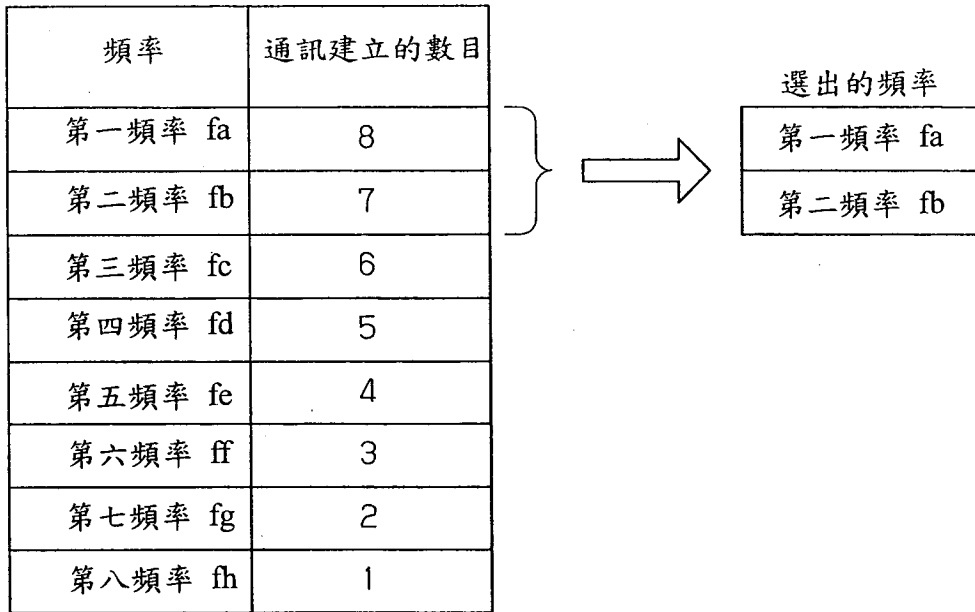 頻率 通訊建立的數目
第一頻率 fa 8
第二頻率 fb 7
第三頻率 fc 6
第四頻率 fd 5
第五頻率 fe 4
第六頻率 ff 3
第七頻率 fg 2
第八頻率 fh 1
選出的頻率
第一頻率 fa
第二頻率 fb